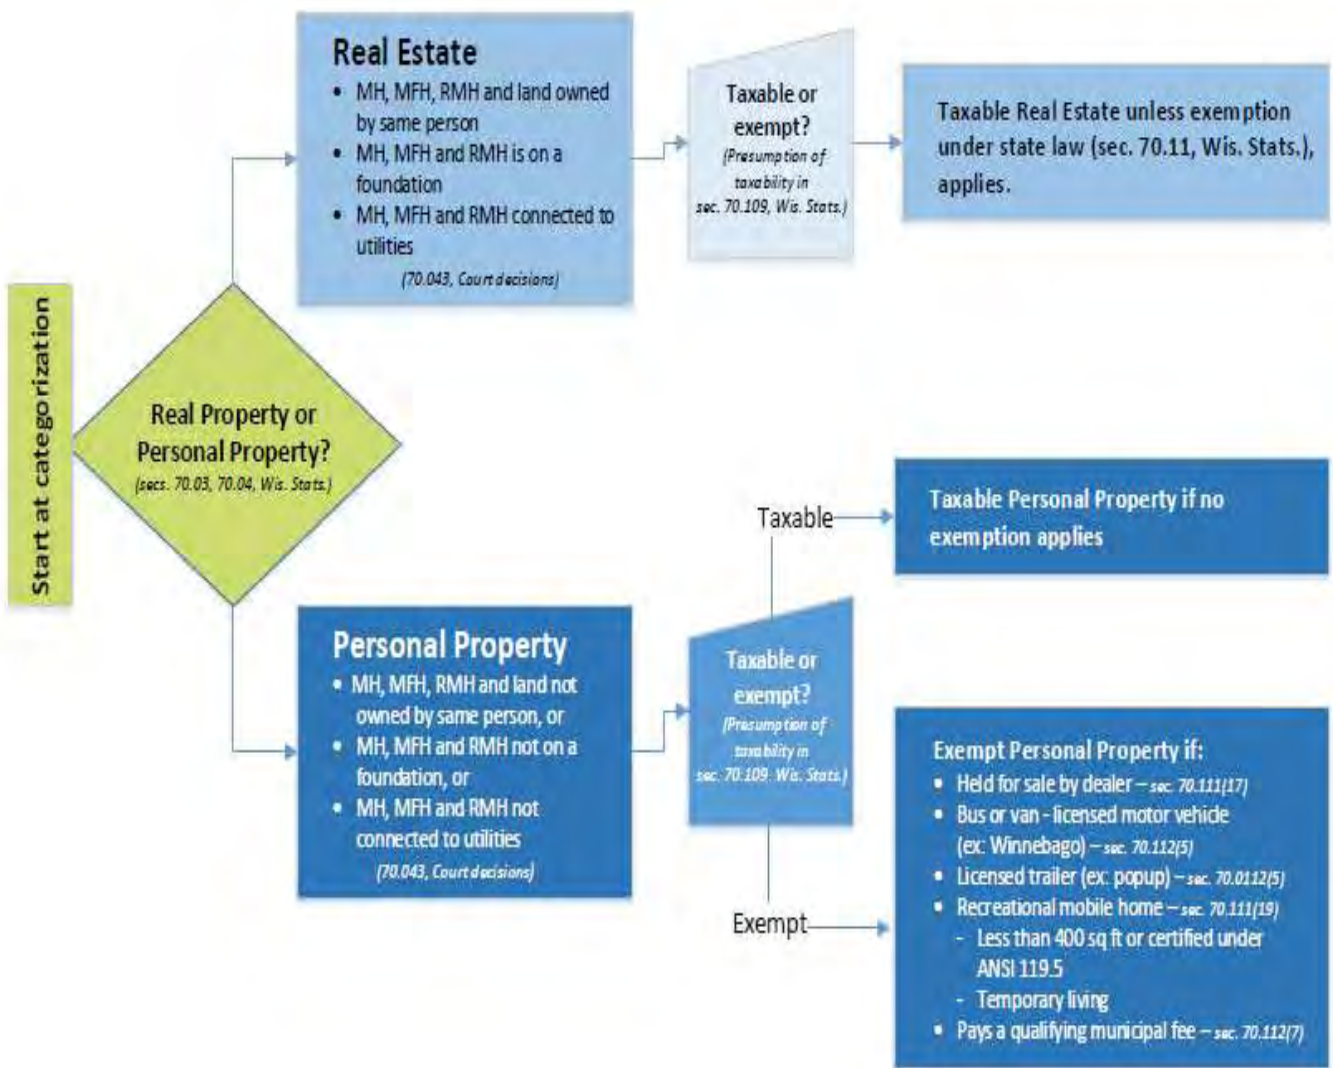 Start at categorization
Real Property or
Personal Property?
(secs. 70.03, 70.04, Wis. Stats.)
Real Estate
• MH, MFH, RMH and land owned
by same person
• MH, MFH and RMH is on a
foundation
• MH, MFH and RMH connected to
utilities
(70.043, Court decisions)
Taxable or
exempt?
(Presumption of
taxability in
sec. 70.109, Wis. Stats.)
Taxable Real Estate unless exemption
under state law (sec. 70.11, Wis. Stats.),
applies.
Personal Property
• MH, MFH, RMH and land not
owned by same person, or
• MH, MFH and RMH not on a
foundation, or
• MH, MFH and RMH not
connected to utilities
(70.043, Court decisions)
Taxable or
exempt?
(Presumption of
taxability in
sec. 70.109. Wis. Stats.)
Taxable
Taxable Personal Property if no
exemption applies
Exempt
Exempt Personal Property if:
• Held for sale by dealer – sec. 70.111(17)
• Bus or van - licensed motor vehicle
(ex: Winnebago) – sec. 70.112(5)
• Licensed trailer (ex: popup) – sec. 70.0112(5)
• Recreational mobile home – sec. 70.111(19)
- Less than 400 sq ft or certified under
ANSI 119.5
- Temporary living
• Pays a qualifying municipal fee – sec. 70.112(7)